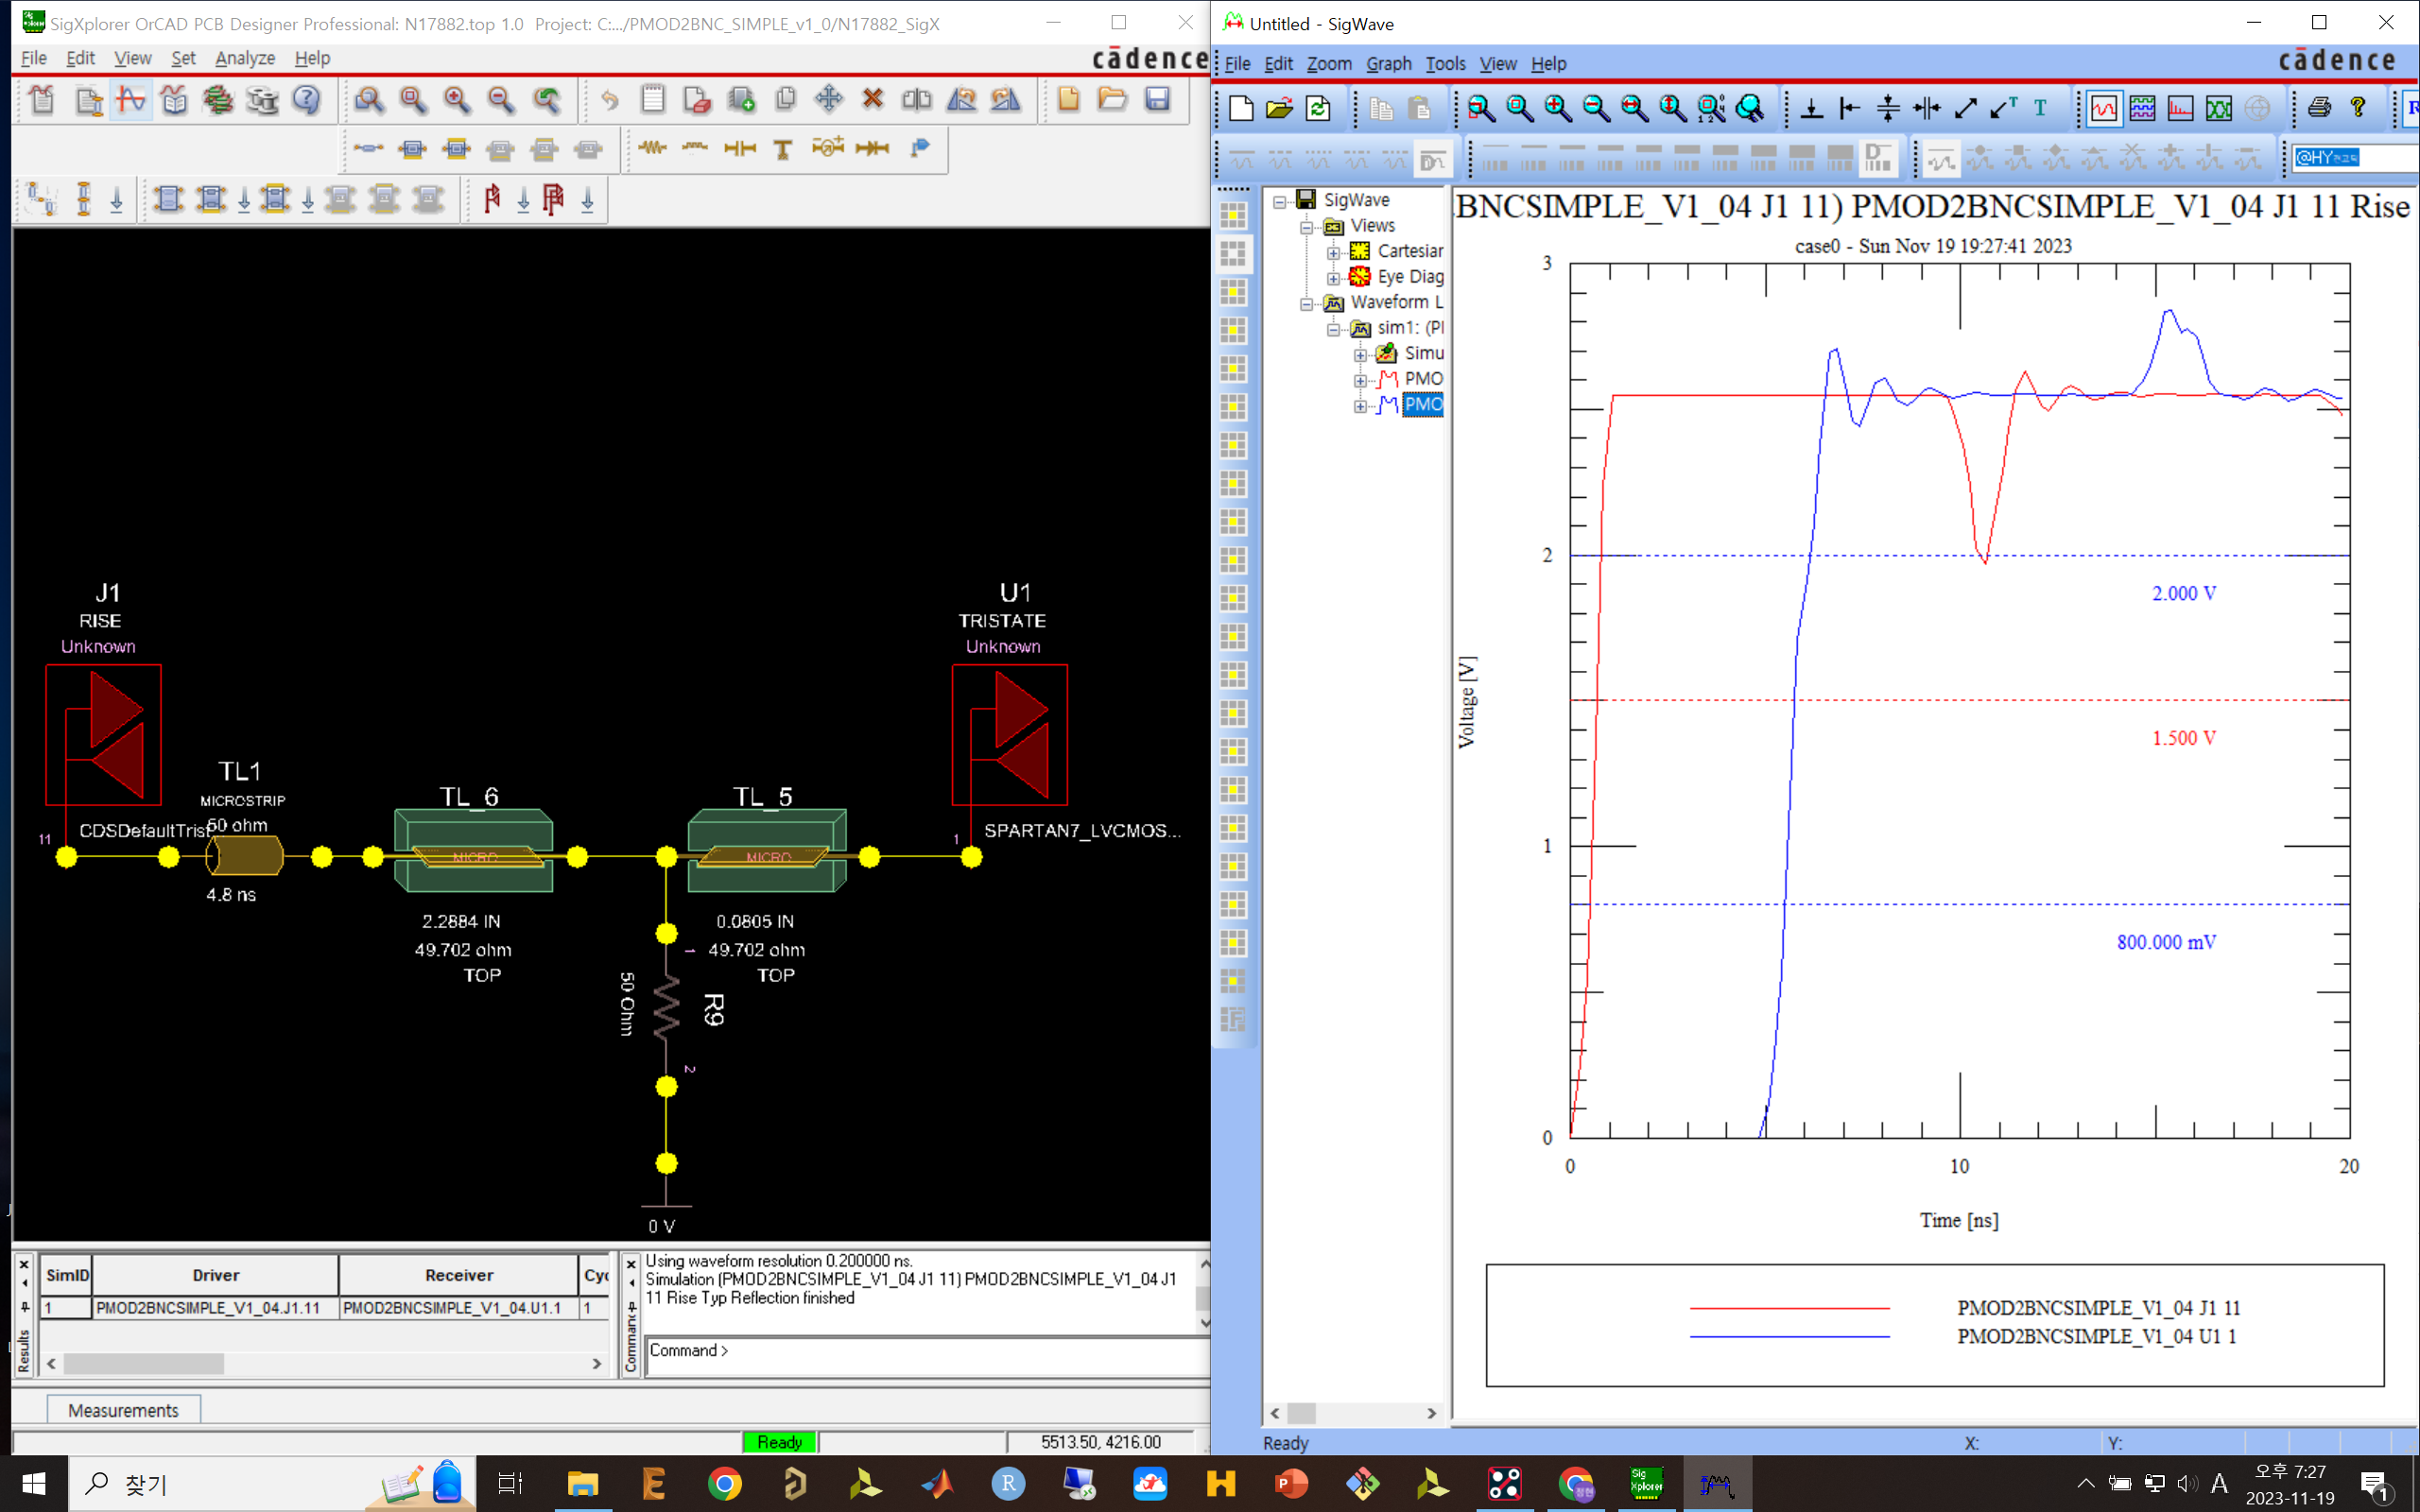 SigXplorer OrCAD PCB Designer Professional: N17882.top 1.0 Project: C:.../PMOD2BNC_SIMPLE_v1_0/N17882_SigX
File Edit View Set Analyze Help
cādence
J1
RISE
Unknown
U1
TRISTATE
Unknown
TL1
MICROSTRIP
50 ohm
4.8 ns
11
CDSDefaultTrist
TL_6
MICRO
2.2884 IN
49.702 ohm
TOP
TL_5
MICRO
0.0805 IN
49.702 ohm
TOP
1
SPARTAN7_LVCMOS...
1
50 Ohm
R9
2
0 V
Results
SimID Driver Receiver Cyc
1 PMOD2BNCSIMPLE_V1_04.J1.11 PMOD2BNCSIMPLE_V1_04.U1.1 1
Command
Using waveform resolution 0.200000 ns.
Simulation (PMOD2BNCSIMPLE_V1_04 J1 11) PMOD2BNCSIMPLE_V1_04 J1
11 Rise Typ Reflection finished
Command >
Measurements
Ready
5513.50, 4216.00
Untitled - SigWave
File Edit Zoom Graph Tools View Help
cādence
SigWave
Views
Cartesiar
Eye Diag
Waveform L
sim1: (Pl
Simu
PMO
PMO
BNCSIMPLE_V1_04 J1 11) PMOD2BNCSIMPLE_V1_04 J1 11 Rise
case0 - Sun Nov 19 19:27:41 2023
3
2
1
0
Voltage [V]
2.000 V
1.500 V
800.000 mV
0 10 20
Time [ns]
PMOD2BNCSIMPLE_V1_04 J1 11
PMOD2BNCSIMPLE_V1_04 U1 1
Ready
X:
Y:
찾기
A
오후 7:27
2023-11-19
1